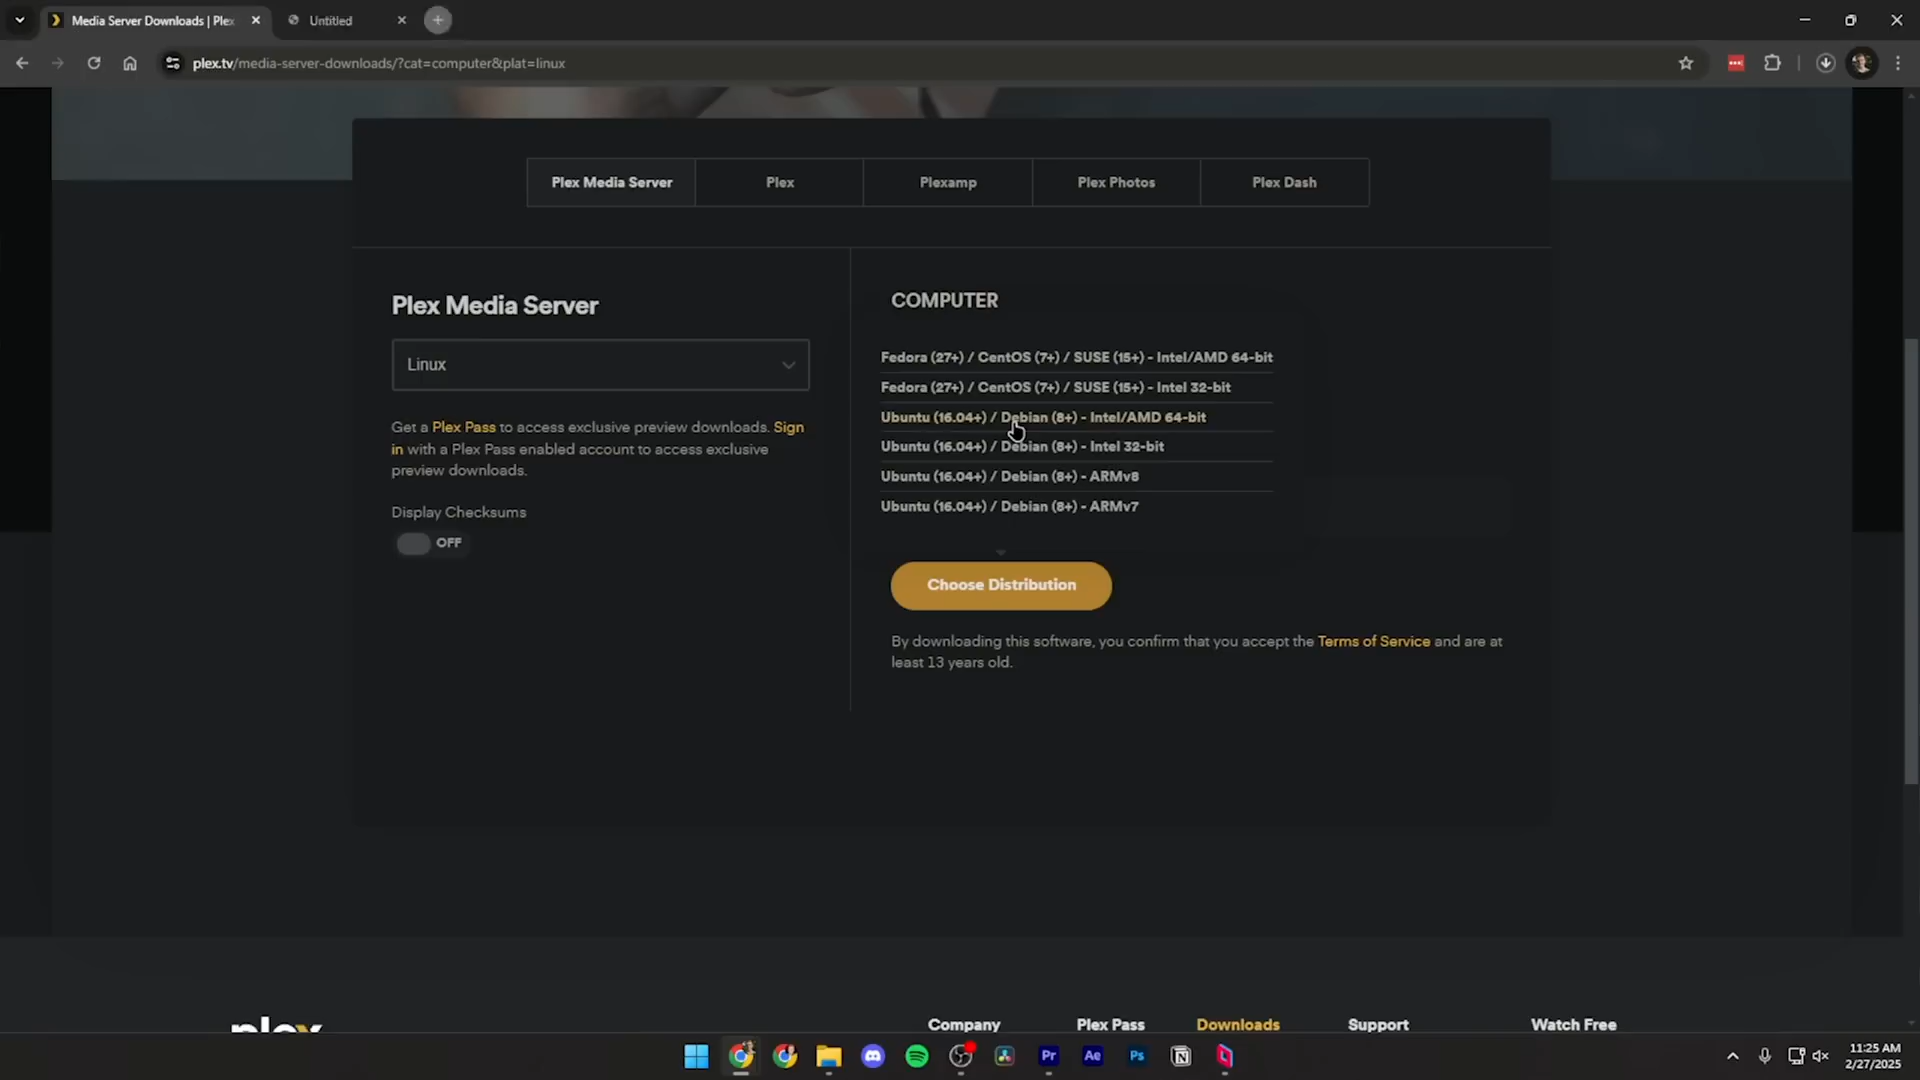 Media Server Downloads | Plex
Untitled
plex.tv/media-server-downloads/?cat=computer&plat=linux
Plex Media Server
Plex
Plexamp
Plex Photos
Plex Dash
Plex Media Server
Linux
Get a Plex Pass to access exclusive preview downloads. Sign
in with a Plex Pass enabled account to access exclusive
preview downloads.
Display Checksums
OFF
COMPUTER
Fedora (27+) / CentOS (7+) / SUSE (15+) - Intel/AMD 64-bit
Fedora (27+) / CentOS (7+) / SUSE (15+) - Intel 32-bit
Ubuntu (16.04+) / Debian (8+) - Intel/AMD 64-bit
Ubuntu (16.04+) / Debian (8+) - Intel 32-bit
Ubuntu (16.04+) / Debian (8+) - ARMv8
Ubuntu (16.04+) / Debian (8+) - ARMv7
Choose Distribution
By downloading this software, you confirm that you accept the Terms of Service and are at
least 13 years old.
plex
Company
Plex Pass
Downloads
Support
Watch Free
Pr
Ae
Ps
11:25 AM
2/27/2025